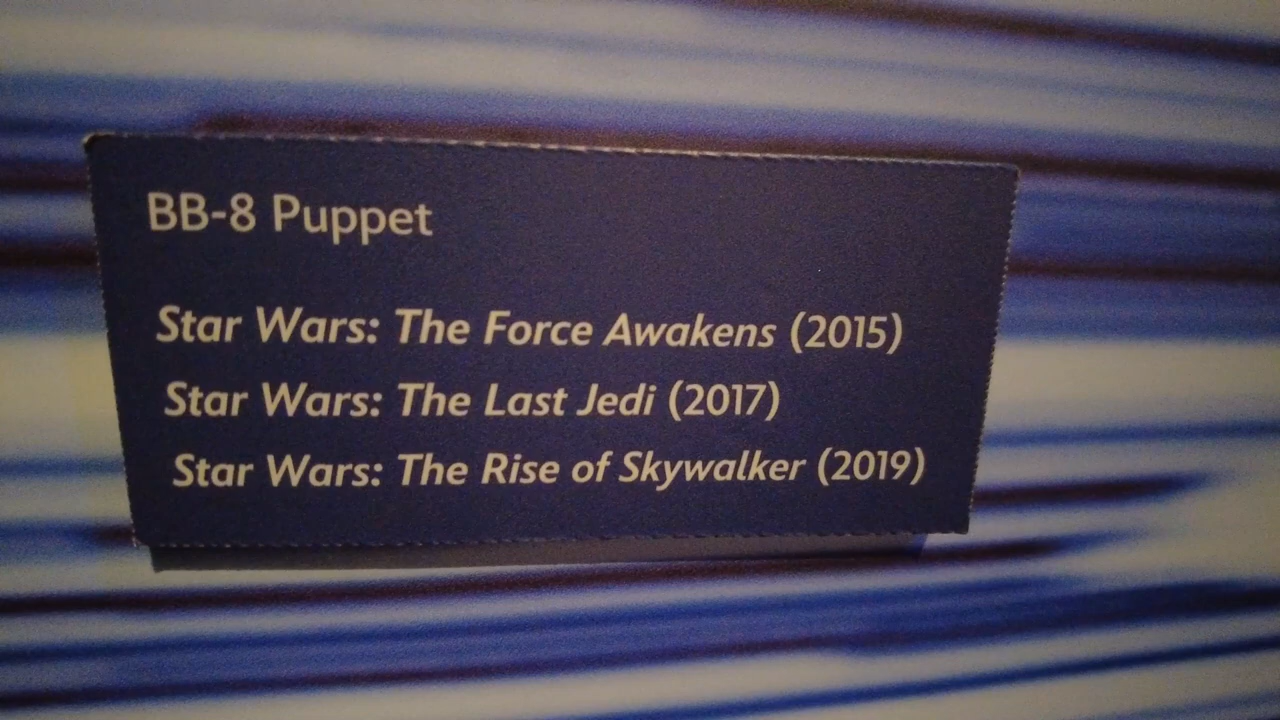 BB-8 Puppet
Star Wars: The Force Awakens (2015)
Star Wars: The Last Jedi (2017)
Star Wars: The Rise of Skywalker (2019)